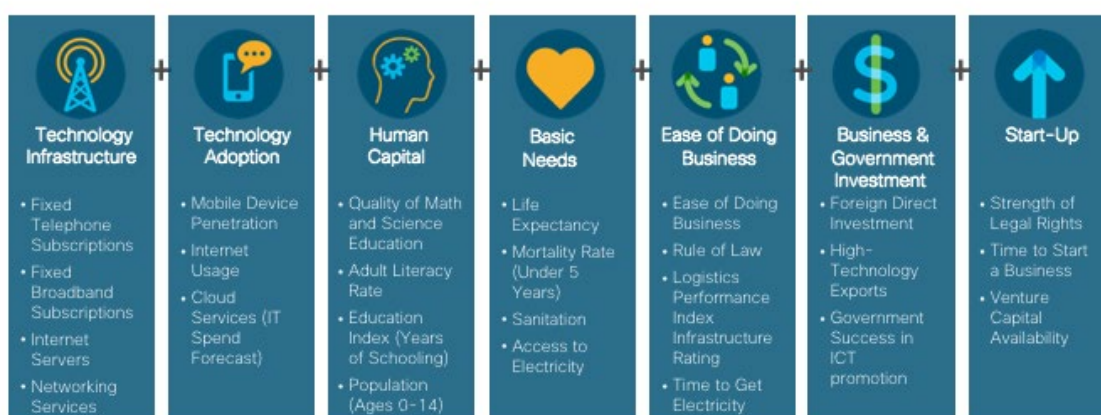 Technology
Infrastructure
• Fixed
Telephone
Subscriptions
• Fixed
Broadband
Subscriptions
• Internet
Servers
• Networking
Services
+
Technology
Adoption
• Mobile Device
Penetration
• Internet
Usage
• Cloud
Services (IT
Spend
Forecast)
+
Human
Capital
• Quality of Math
and Science
Education
• Adult Literacy
Rate
• Education
Index (Years
of Schooling)
• Population
(Ages 0-14)
+
Basic
Needs
• Life
Expectancy
• Mortality Rate
(Under 5
Years)
• Sanitation
• Access to
Electricity
+
Ease of Doing
Business
• Ease of Doing
Business
• Rule of Law
• Logistics
Performance
Index
Infrastructure
Rating
• Time to Get
Electricity
+
$
Business &
Government
Investment
• Foreign Direct
Investment
• High-
Technology
Exports
• Government
Success in
ICT
promotion
+
Start-Up
• Strength of
Legal Rights
• Time to Start
a Business
• Venture
Capital
Availability